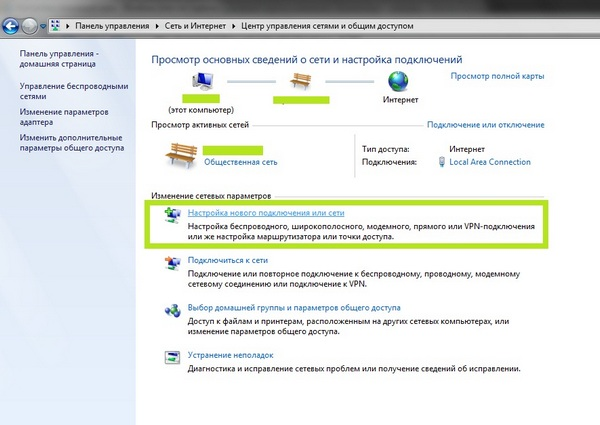 Панель управления ▸ Сеть и Интернет ▸ Центр управления сетями и общим доступом
Панель управления -
домашняя страница
Управление беспроводными
сетями
Изменение параметров
адаптера
Изменить дополнительные
параметры общего доступа
Просмотр основных сведений о сети и настройка подключений
Просмотр полной карты
(этот компьютер)
Интернет
Просмотр активных сетей
Подключение или отключение
Общественная сеть
Тип доступа: Интернет
Подключения: Local Area Connection
Изменение сетевых параметров
Настройка нового подключения или сети
Настройка беспроводного, широкополосного, модемного, прямого или VPN-подключения
или же настройка маршрутизатора или точки доступа.
Подключиться к сети
Подключение или повторное подключение к беспроводному, проводному, модемному
сетевому соединению или подключение к VPN.
Выбор домашней группы и параметров общего доступа
Доступ к файлам и принтерам, расположенным на других сетевых компьютерах, или
изменение параметров общего доступа.
Устранение неполадок
Диагностика и исправление сетевых проблем или получение сведений об исправлении.